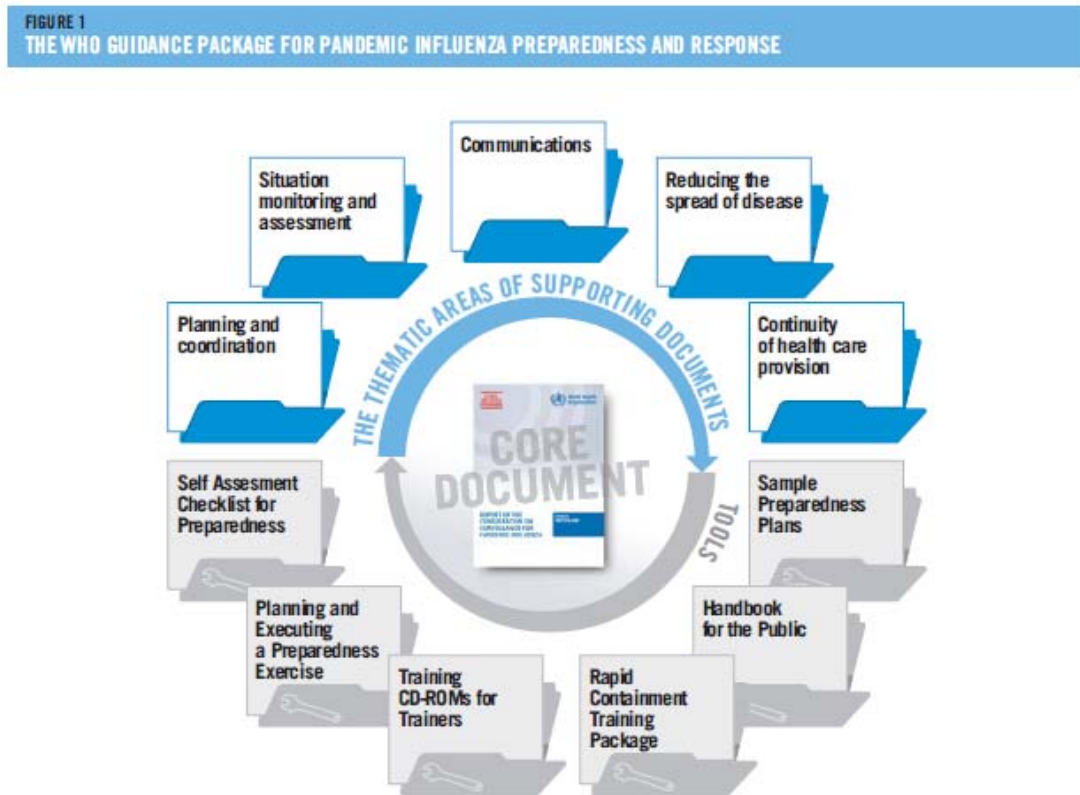 FIGURE 1
THE WHO GUIDANCE PACKAGE FOR PANDEMIC INFLUENZA PREPAREDNESS AND RESPONSE
Communications
Situation
monitoring and
assessment
Reducing the
spread of disease
THE THEMATIC AREAS OF SUPPORTING DOCUMENTS
Planning and
coordination
Continuity
of health care
provision
World Health
Organization
CORE
DOCUMENT
Self Assesment
Checklist for
Preparedness
Sample
Preparedness
Plans
TOOLS
Planning and
Executing
a Preparedness
Exercise
Handbook
for the Public
Training
CD-ROMs for
Trainers
Rapid
Containment
Training
Package